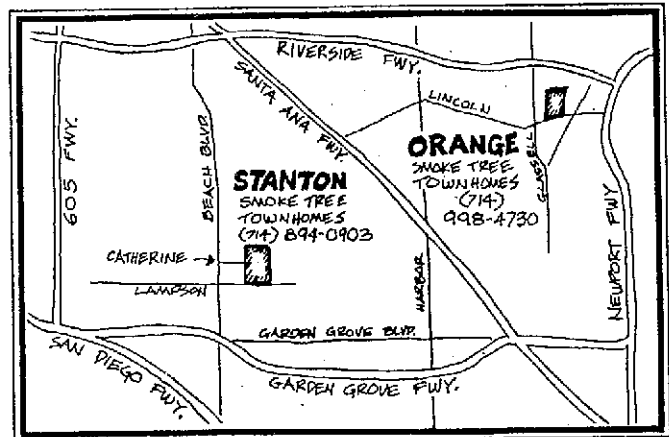 RIVERSIDE FWY.
SANTA ANA FWY.
LINCOLN
605 FWY.
BEACH BLVD.
ORANGE
SMOKE TREE
TOWNHOMES
(714)
998-4730
GLASSELL
STANTON
SMOKE TREE
TOWNHOMES
(714) 894-0903
NEWPORT FWY
CATHERINE
LAMPSON
HARBOR
GARDEN GROVE BLVD.
SAN DIEGO FWY.
GARDEN GROVE FWY.